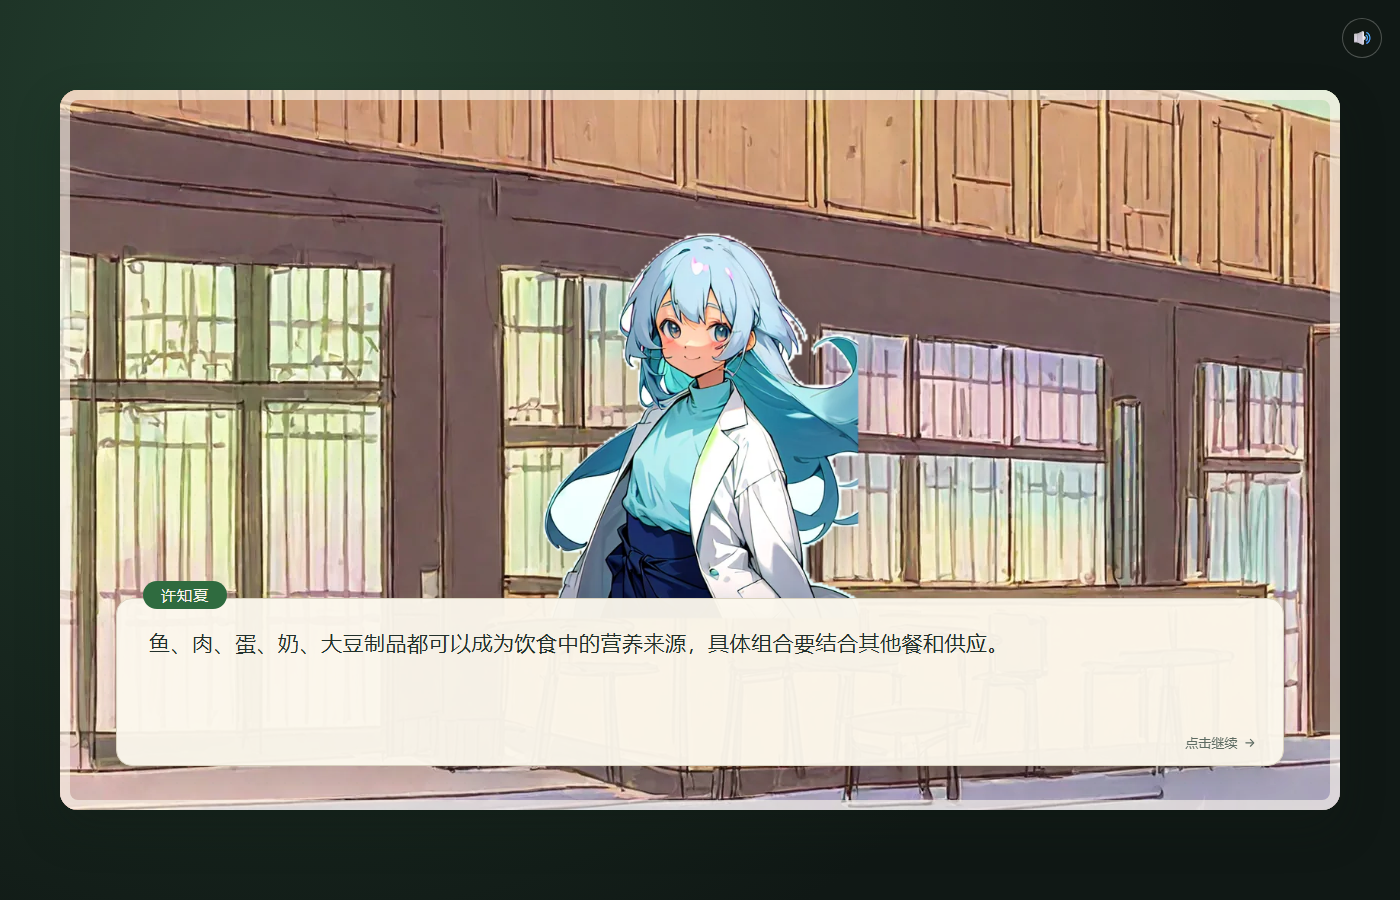 许知夏
鱼、肉、蛋、奶、大豆制品都可以成为饮食中的营养来源，具体组合要结合其他餐和供应。
点击继续 →